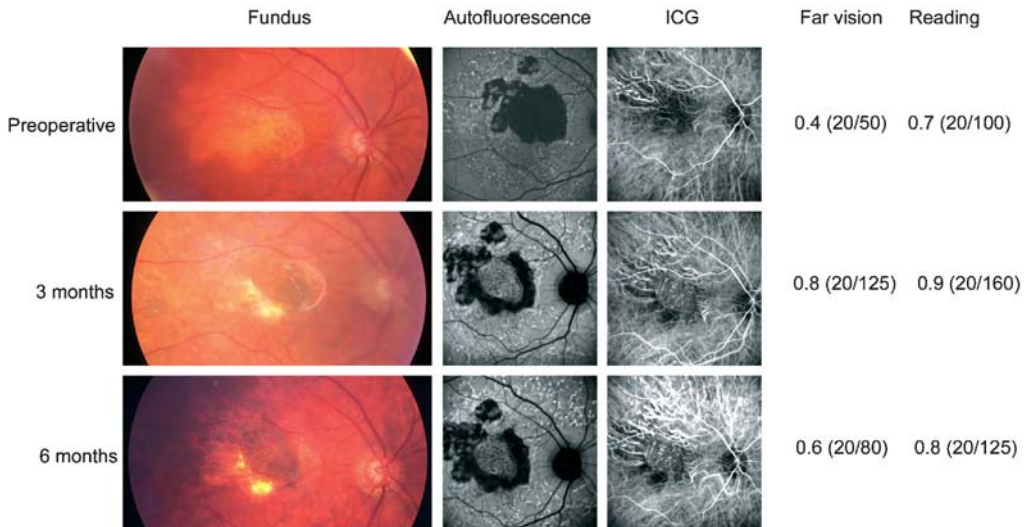 Fundus Autofluorescence ICG Far vision Reading
Preoperative 0.4 (20/50) 0.7 (20/100)
3 months 0.8 (20/125) 0.9 (20/160)
6 months 0.6 (20/80) 0.8 (20/125)